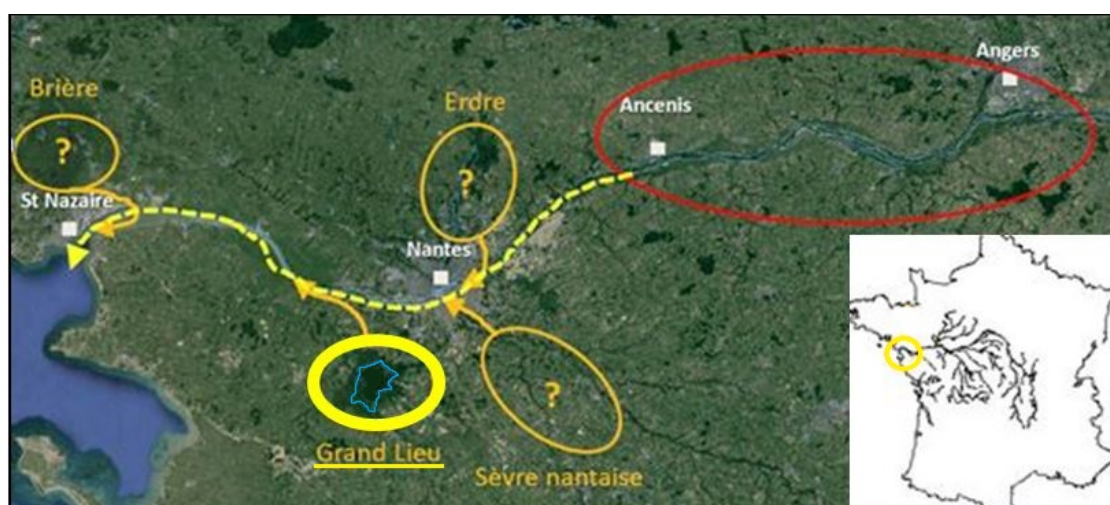 Angers
Brière
Erdre
Ancenis
?
?
St Nazaire
Nantes
?
Grand Lieu
Sèvre nantaise